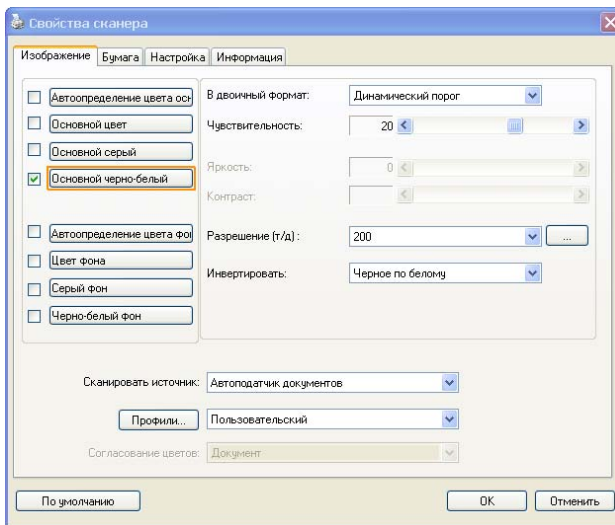 Свойства сканера
Изображение Бумага Настройка Информация
Автоопределение цвета осн
Основной цвет
Основной серый
Основной черно-белый
Автоопределение цвета фон
Цвет фона
Серый фон
Черно-белый фон
В двоичный формат: Динамический порог
Чувствительность: 20
Яркость: 0
Контраст:
Разрешение (т/д) : 200 ...
Инвертировать: Черное по белому
Сканировать источник: Автоподатчик документов
Профили... Пользовательский
Согласование цветов: Документ
По умолчанию OK Отменить